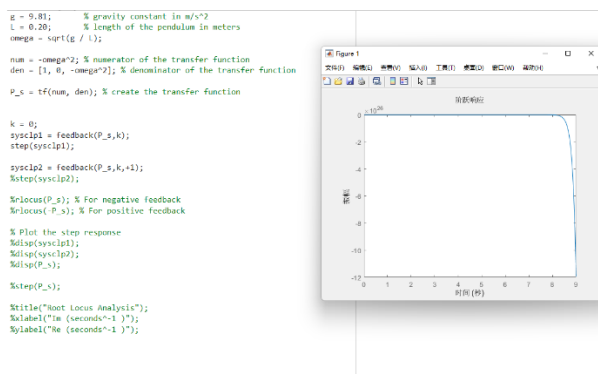 g = 9.81; % gravity constant in m/s^2
L = 0.20; % length of the pendulum in meters
omega = sqrt(g / L);
num = -omega^2; % numerator of the transfer function
den = [1, 0, -omega^2]; % denominator of the transfer function
P_s = tf(num, den); % create the transfer function
k = 0;
sysclp1 = feedback(P_s,k);
step(sysclp1);
sysclp2 = feedback(P_s,k,+1);
%step(sysclp2);
%rlocus(P_s); % For negative feedback
%rlocus(-P_s); % For positive feedback
% Plot the step response
%disp(sysclp1);
%disp(sysclp2);
%disp(P_s);
%step(P_s);
%title("Root Locus Analysis");
%xlabel("Im (seconds^-1 )");
%ylabel("Re (seconds^-1 )");
Figure 1
文件(F) 编辑(E) 查看(V) 插入(I) 工具(T) 桌面(D) 窗口(W) 帮助(H)
阶跃响应
×10^26
0
-2
-4
-6
-8
-10
-12
振幅
0 1 2 3 4 5 6 7 8 9
时间 (秒)